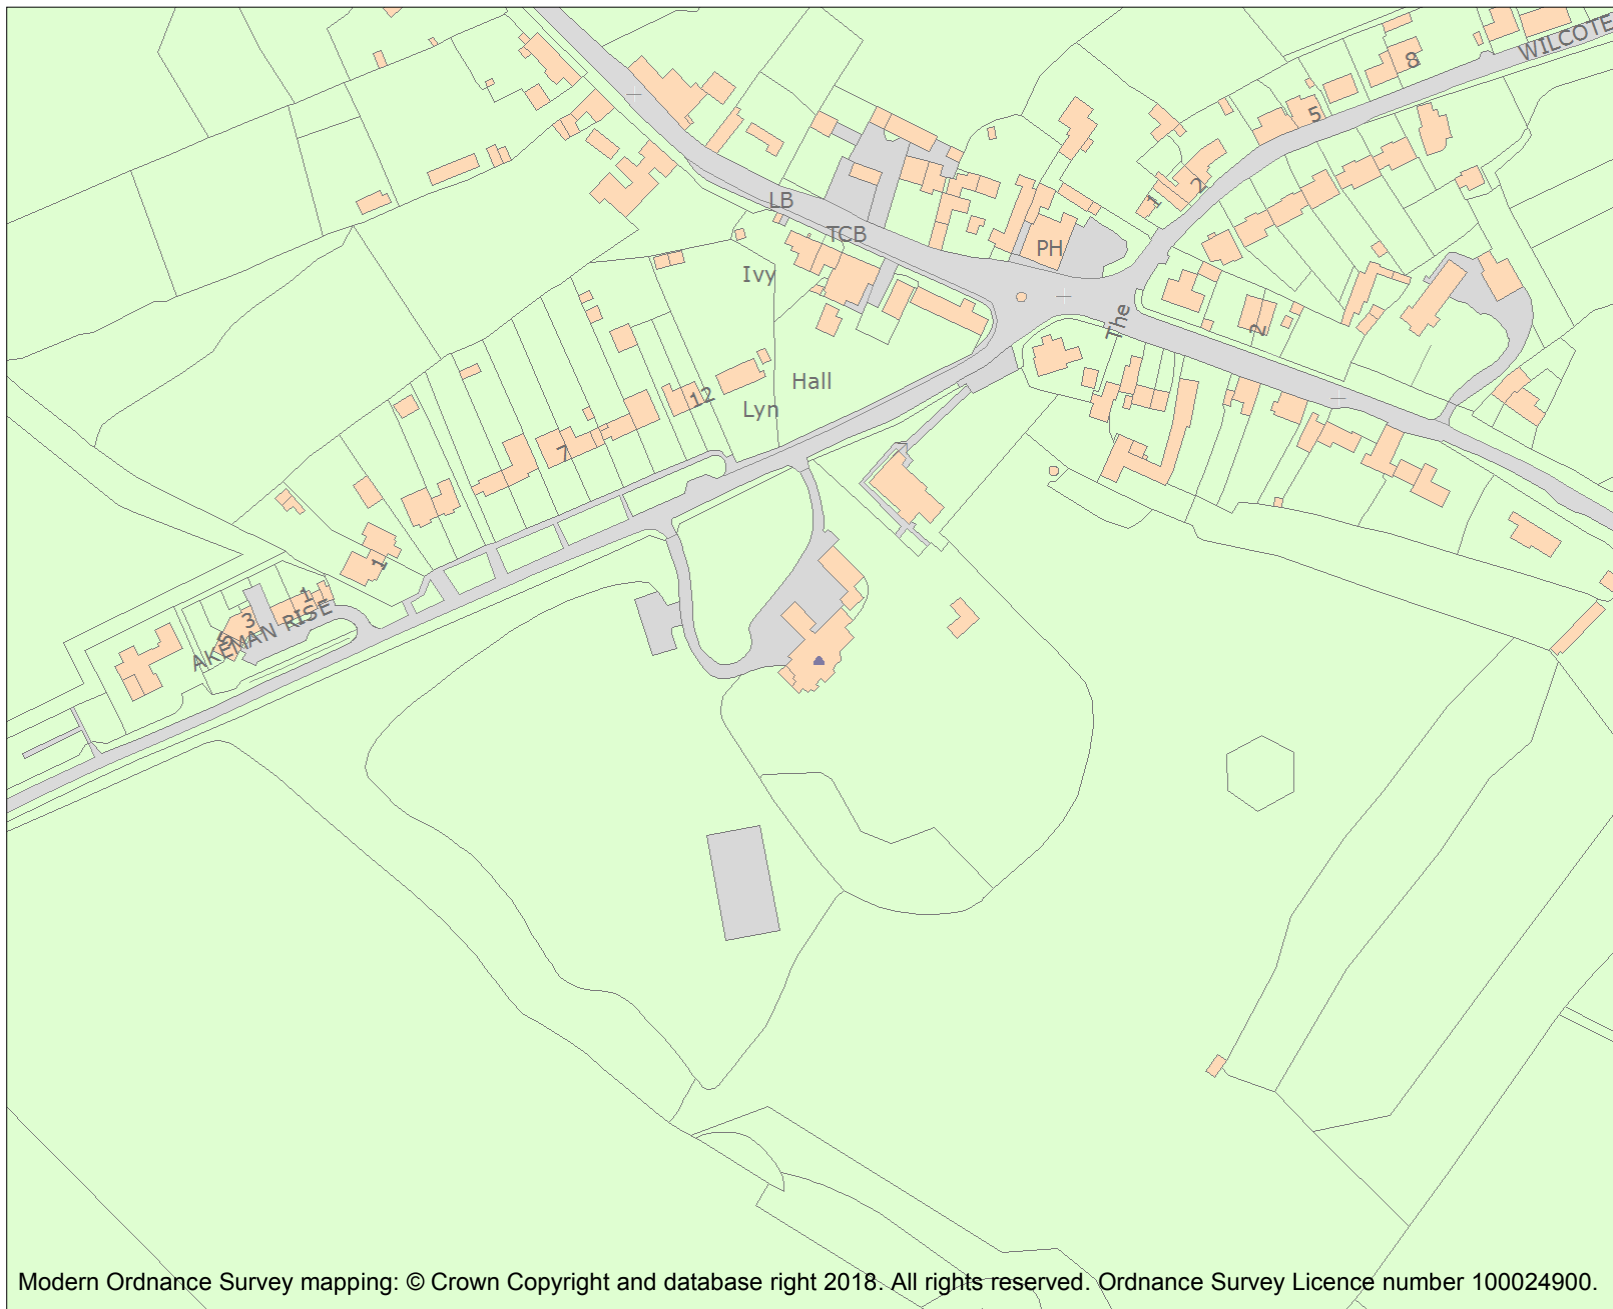 WILCOTE
8
5
2
1
LB
TCB
PH
Ivy
The
2
Hall
Lyn
12
7
1
1
3
5
AKEMAN RISE
Modern Ordnance Survey mapping: © Crown Copyright and database right 2018. All rights reserved. Ordnance Survey Licence number 100024900.